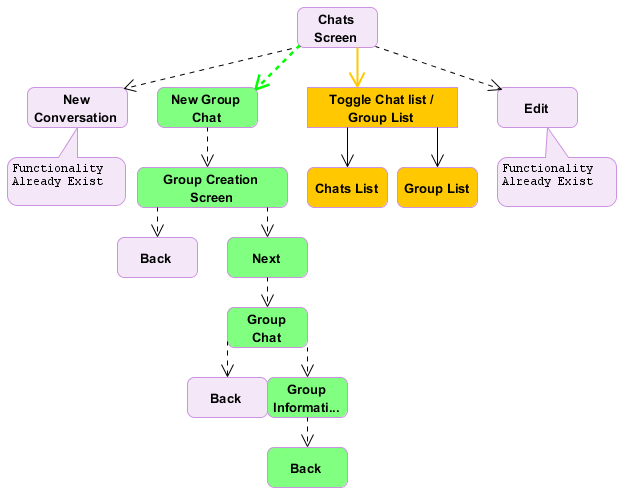 Chats
Screen
New
Conversation
New Group
Chat
Toggle Chat list /
Group List
Edit
Functionality
Already Exist
Group Creation
Screen
Chats List
Group List
Functionality
Already Exist
Back
Next
Group
Chat
Back
Group
Informati...
Back